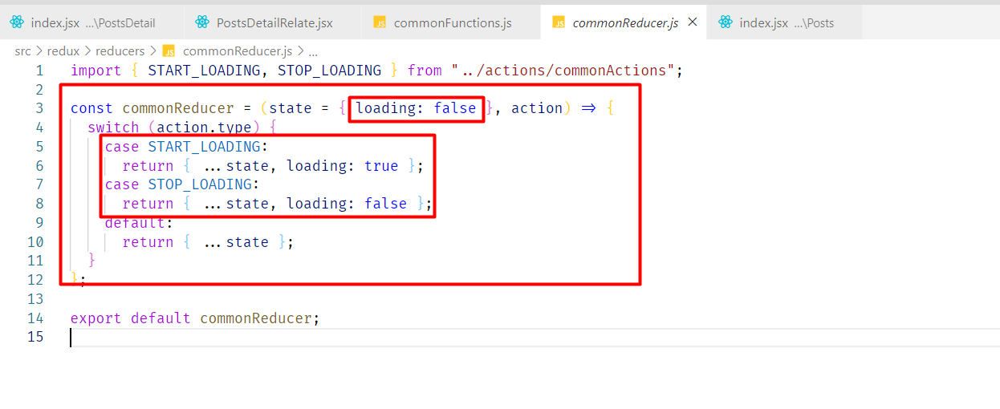 index.jsx ...\PostsDetail PostsDetailRelate.jsx JS commonFunctions.js JS commonReducer.js × index.jsx ...\Posts
src > redux > reducers > JS commonReducer.js > ...
1 import { START_LOADING, STOP_LOADING } from "../actions/commonActions";
2
3 const commonReducer = (state = { loading: false }, action) => {
4 switch (action.type) {
5 case START_LOADING:
6 return { ...state, loading: true };
7 case STOP_LOADING:
8 return { ...state, loading: false };
9 default:
10 return { ...state };
11 }
12 };
13
14 export default commonReducer;
15